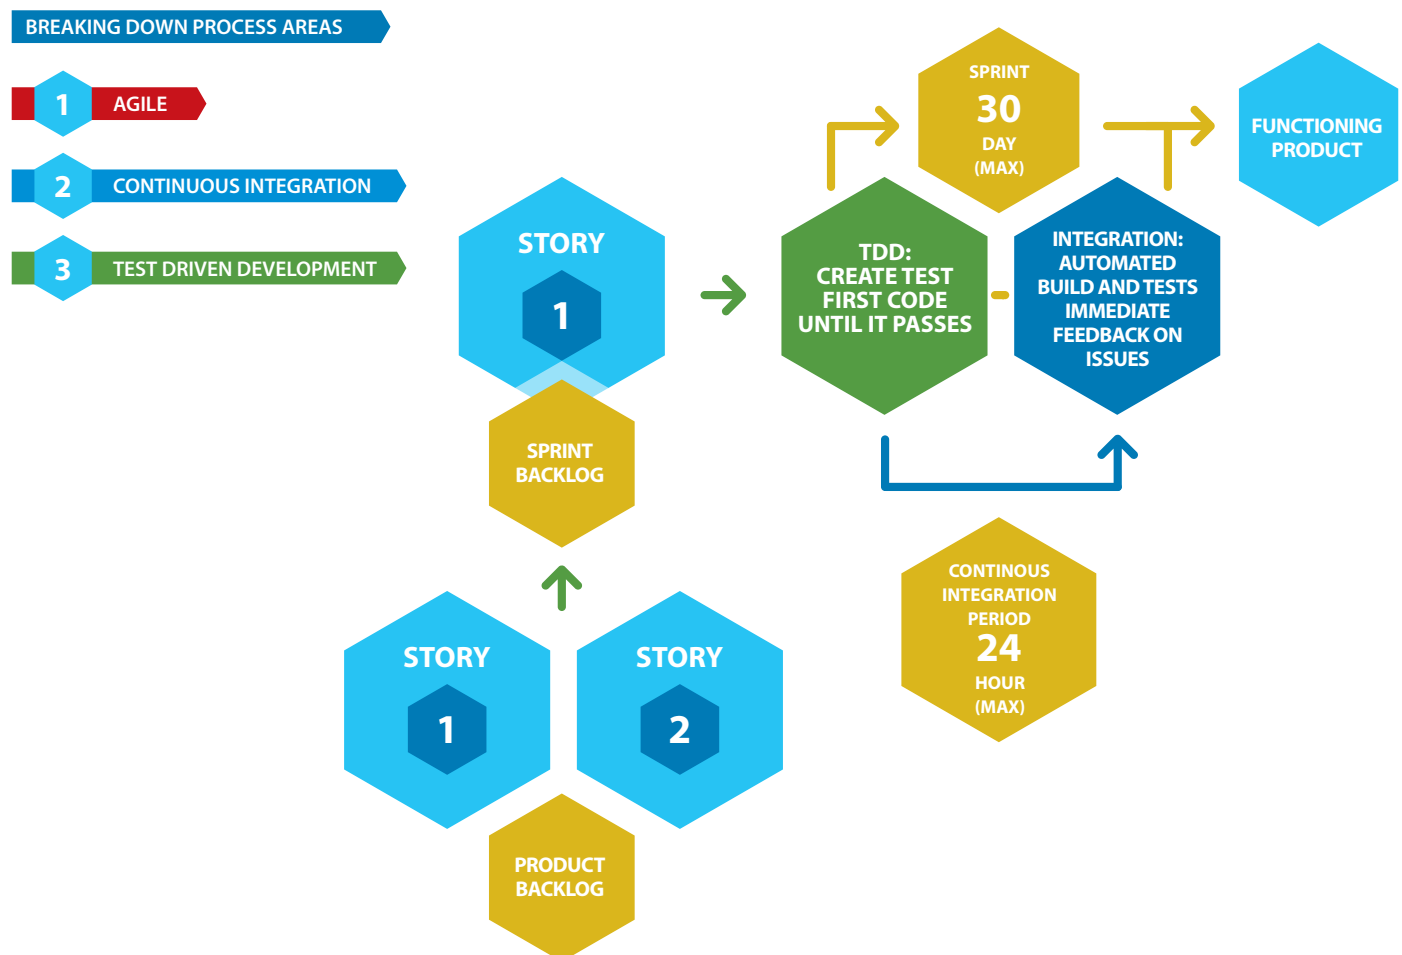 BREAKING DOWN PROCESS AREAS
1
AGILE
2
CONTINUOUS INTEGRATION
3
TEST DRIVEN DEVELOPMENT
STORY
1
SPRINT
BACKLOG
STORY
1
STORY
2
PRODUCT
BACKLOG
TDD:
CREATE TEST
FIRST CODE
UNTIL IT PASSES
SPRINT
30
DAY
(MAX)
INTEGRATION:
AUTOMATED
BUILD AND TESTS
IMMEDIATE
FEEDBACK ON
ISSUES
FUNCTIONING
PRODUCT
CONTINOUS
INTEGRATION
PERIOD
24
HOUR
(MAX)